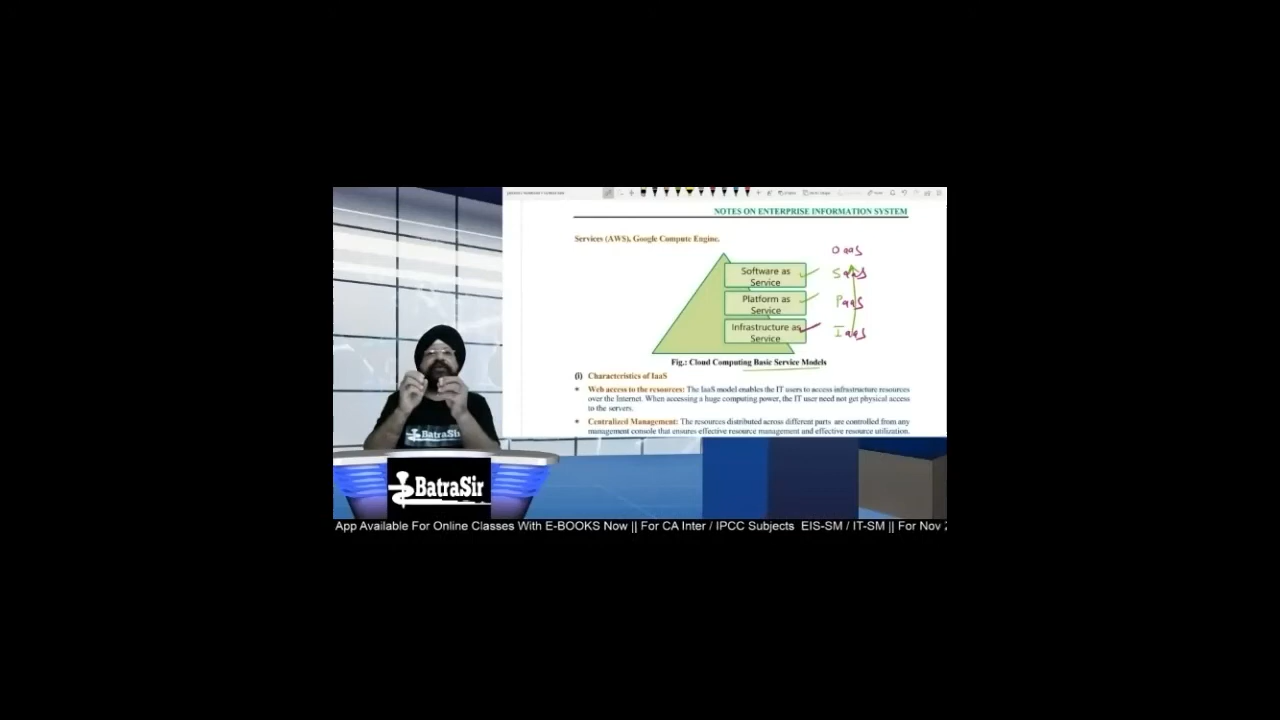 NOTES ON ENTERPRISE INFORMATION SYSTEM
Services (AWS), Google Compute Engine.
OaaS
Software as
Service
SaaS
Platform as
Service
PaaS
Infrastructure as
Service
IaaS
Fig.: Cloud Computing Basic Service Models
(i) Characteristics of IaaS
* Web access to the resources: The IaaS model enables the IT users to access infrastructure resources
over the Internet. When accessing a huge computing power, the IT user need not get physical access
to the servers.
* Centralized Management: The resources distributed across different parts are controlled from any
management console that ensures effective resource management and effective resource utilization.
BatraSir
BatraSir
App Available For Online Classes With E-BOOKS Now || For CA Inter / IPCC Subjects EIS-SM / IT-SM || For Nov